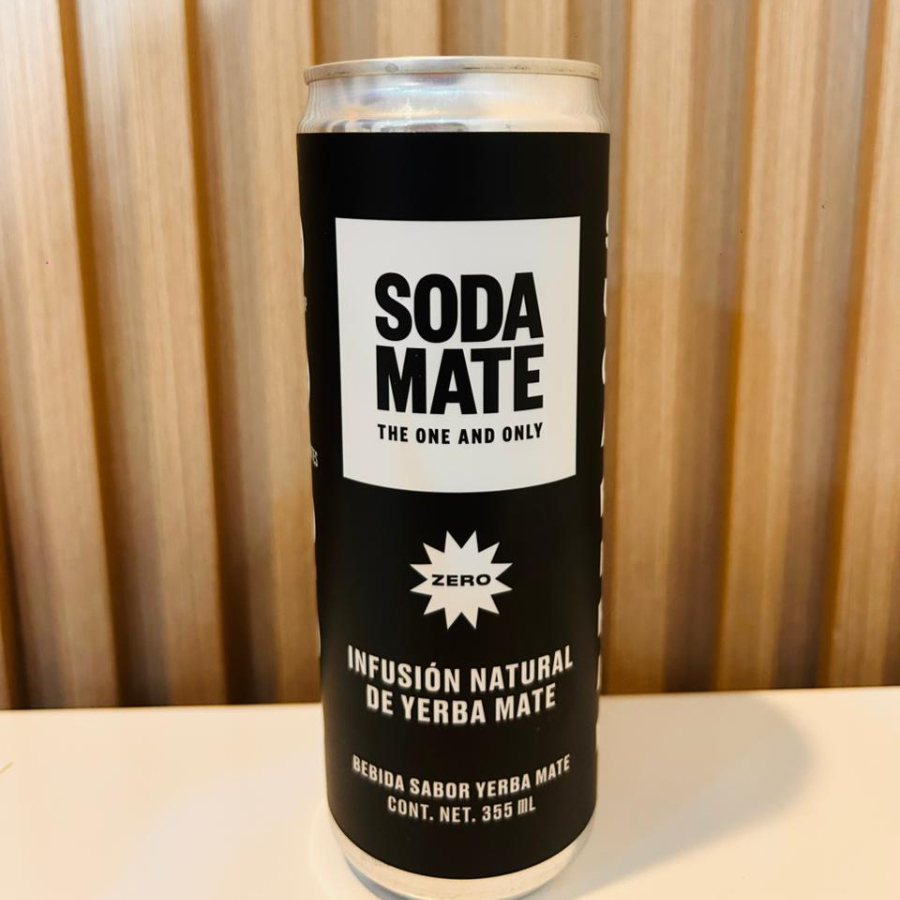 SODA
MATE
THE ONE AND ONLY
ZERO
INFUSIÓN NATURAL
DE YERBA MATE
BEBIDA SABOR YERBA MATE
CONT. NET. 355 mL